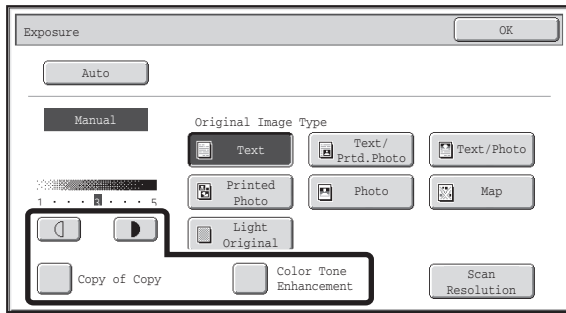 Exposure
OK
Auto
Manual
Original Image Type
Text
Text/
Prtd.Photo
Text/Photo
1 · · · 3 · · · 5
Printed
Photo
Photo
Map
Light
Original
Copy of Copy
Color Tone
Enhancement
Scan
Resolution